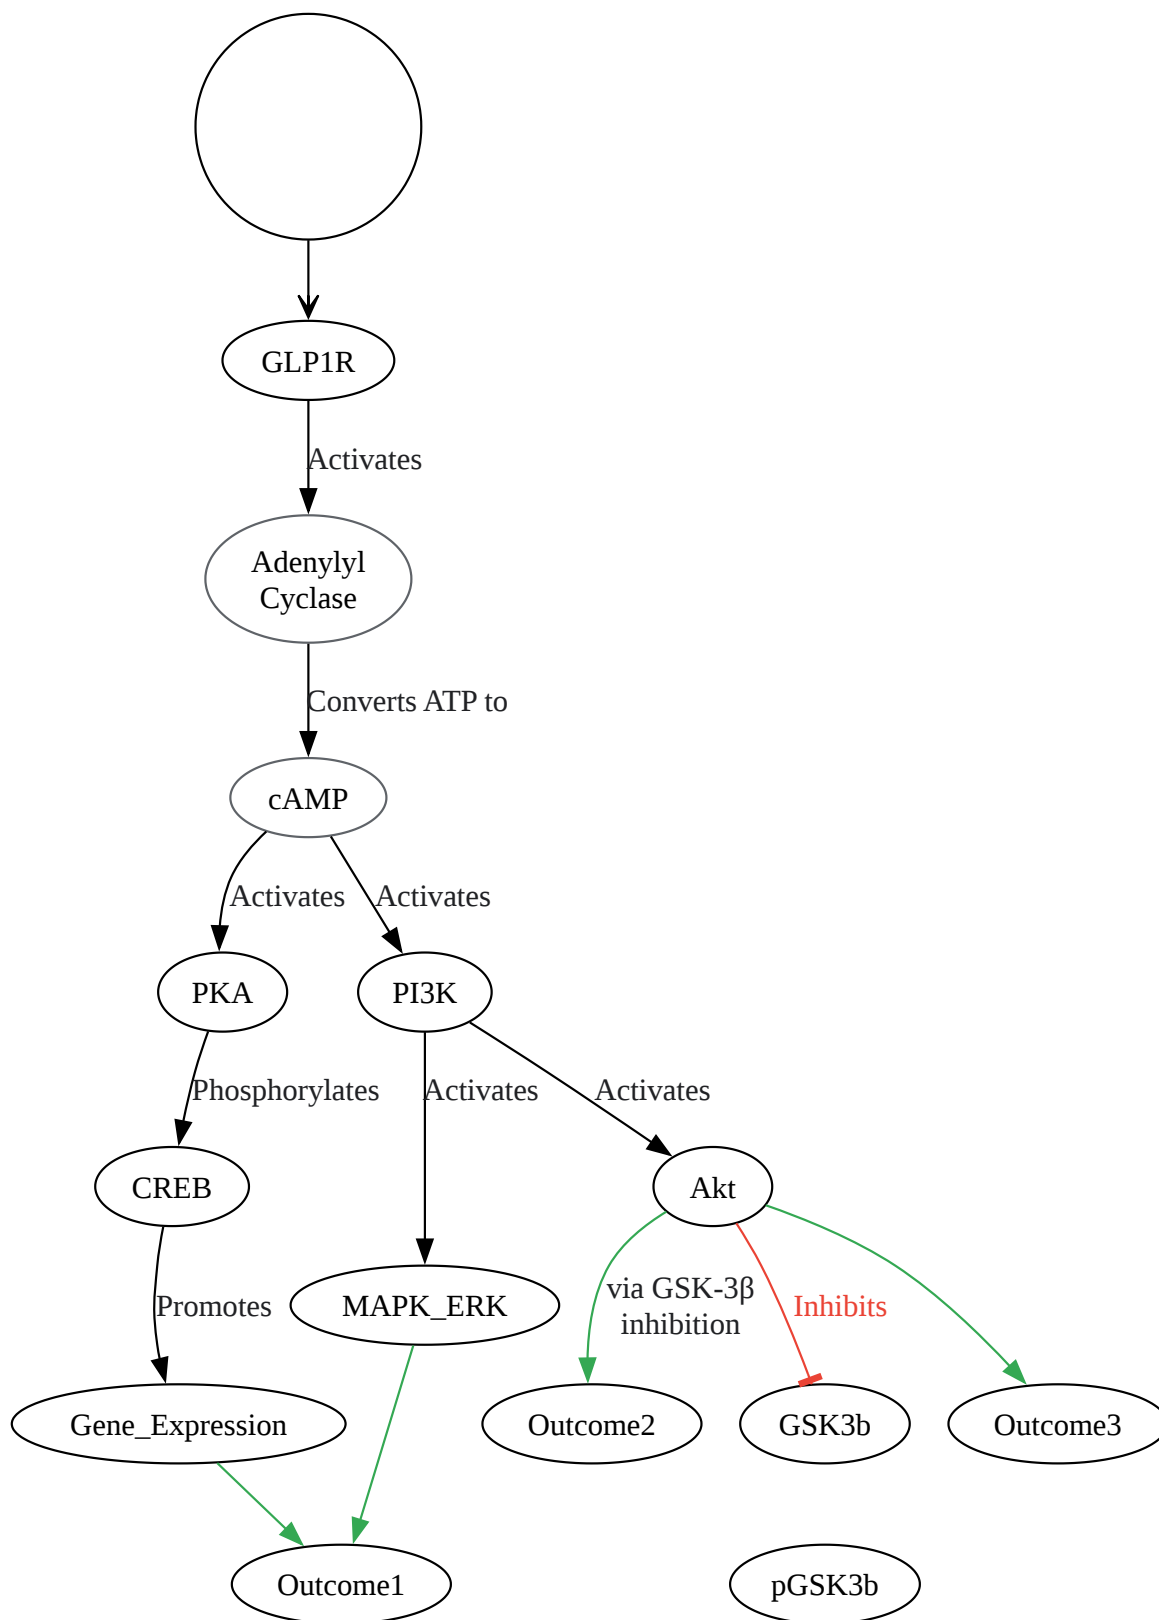 GLP1R
Activates
Adenylyl
Cyclase
Converts ATP to
cAMP
Activates
Activates
PKA
PI3K
Phosphorylates
Activates
Activates
CREB
Akt
Promotes
MAPK_ERK
via GSK-3β
inhibition
Inhibits
Gene_Expression
Outcome2
GSK3b
Outcome3
Outcome1
pGSK3b